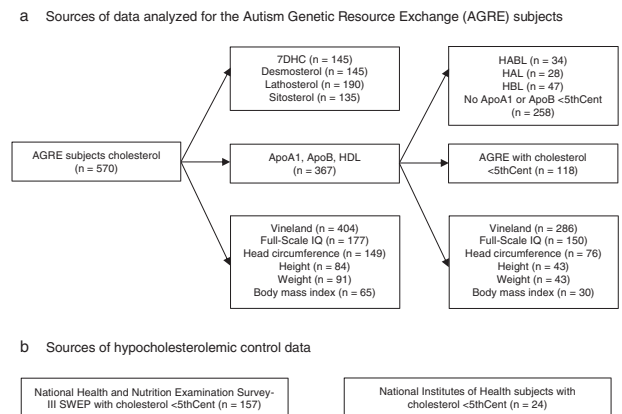 a Sources of data analyzed for the Autism Genetic Resource Exchange (AGRE) subjects
7DHC (n = 145)
Desmosterol (n = 145)
Lathosterol (n = 190)
Sitosterol (n = 135)
HABL (n = 34)
HAL (n = 28)
HBL (n = 47)
No ApoA1 or ApoB <5thCent
(n = 258)
AGRE subjects cholesterol
(n = 570)
ApoA1, ApoB, HDL
(n = 367)
AGRE with cholesterol
<5thCent (n = 118)
Vineland (n = 404)
Full-Scale IQ (n = 177)
Head circumference (n = 149)
Height (n = 84)
Weight (n = 91)
Body mass index (n = 65)
Vineland (n = 286)
Full-Scale IQ (n = 150)
Head circumference (n = 76)
Height (n = 43)
Weight (n = 43)
Body mass index (n = 30)
b Sources of hypocholesterolemic control data
National Health and Nutrition Examination Survey-
III SWEP with cholesterol <5thCent (n = 157)
National Institutes of Health subjects with
cholesterol <5thCent (n = 24)